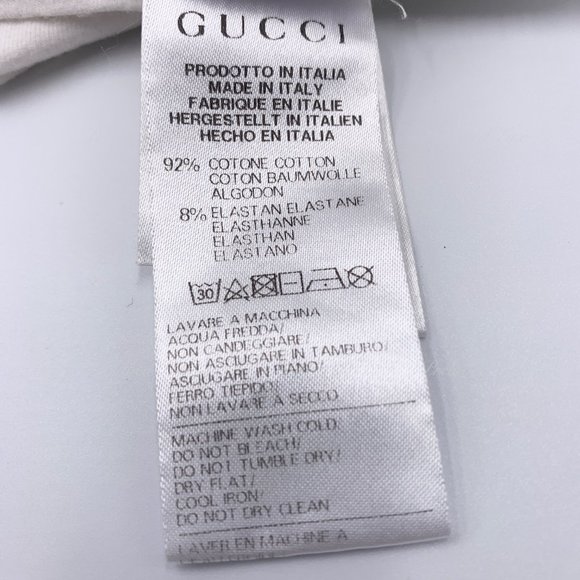 GUCCI
PRODOTTO IN ITALIA
MADE IN ITALY
FABRIQUE EN ITALIE
HERGESTELLT IN ITALIEN
HECHO EN ITALIA
92% COTONE COTTON
COTON BAUMWOLLE
ALGODON
8% ELASTAN ELASTANE
ELASTHANNE
ELASTHAN
ELASTANO
30
LAVARE A MACCHINA
ACQUA FREDDA/
NON CANDEGGIARE/
NON ASCIUGARE IN TAMBURO/
ASCIUGARE IN PIANO/
FERRO TIEPIDO/
NON LAVARE A SECCO
MACHINE WASH COLD/
DO NOT BLEACH/
DO NOT TUMBLE DRY/
DRY FLAT/
COOL IRON/
DO NOT DRY CLEAN
LAVER EN MACHINE A